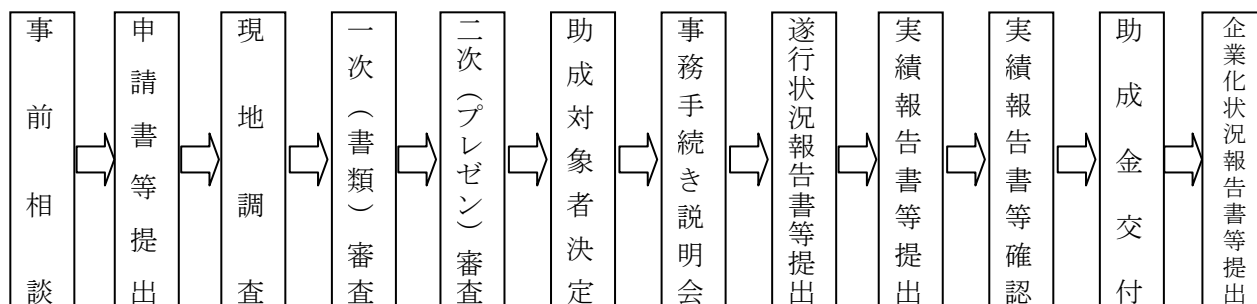 事前相談
申請書等提出
現地調査
一次（書類）審査
二次（プレゼン）審査
助成対象者決定
事務手続き説明会
遂行状況報告書等提出
実績報告書等提出
実績報告書等確認
助成金交付
企業化状況報告書等提出